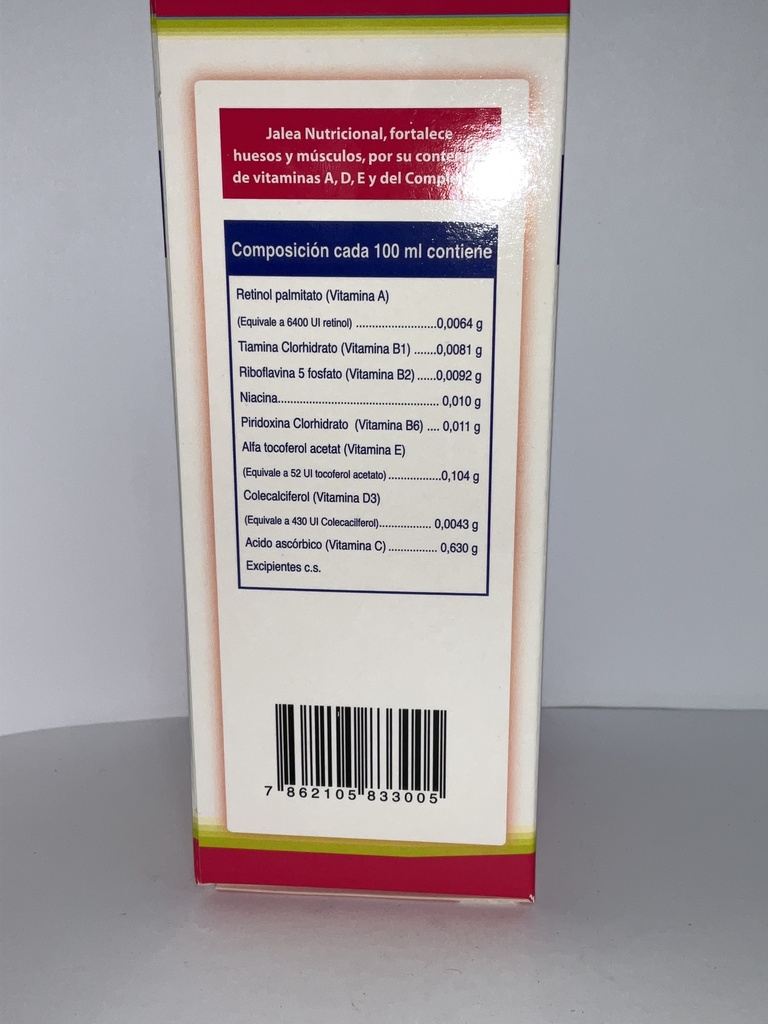 Jalea Nutricional, fortalece
huesos y músculos, por su
de vitaminas A, D, E y del
Composición cada 100 ml contiene
Retinol palmitato (Vitamina A)
(Equivale a 6400 UI retinol) ........................0,0064 g
Tiamina Clorhidrato (Vitamina B1) .......0,0081 g
Riboflavina 5 fosfato (Vitamina B2) ......0,0092 g
Niacina.................................................. 0,010 g
Piridoxina Clorhidrato (Vitamina B6) .... 0,011 g
Alfa tocoferol acetat (Vitamina E)
(Equivale a 52 UI tocoferol acetato) .................0,104 g
Colecalciferol (Vitamina D3)
(Equivale a 430 UI Colecacilferol)................ 0,0043 g
Acido ascórbico (Vitamina C) ............... 0,630 g
Excipientes c.s.
7 862105 833005